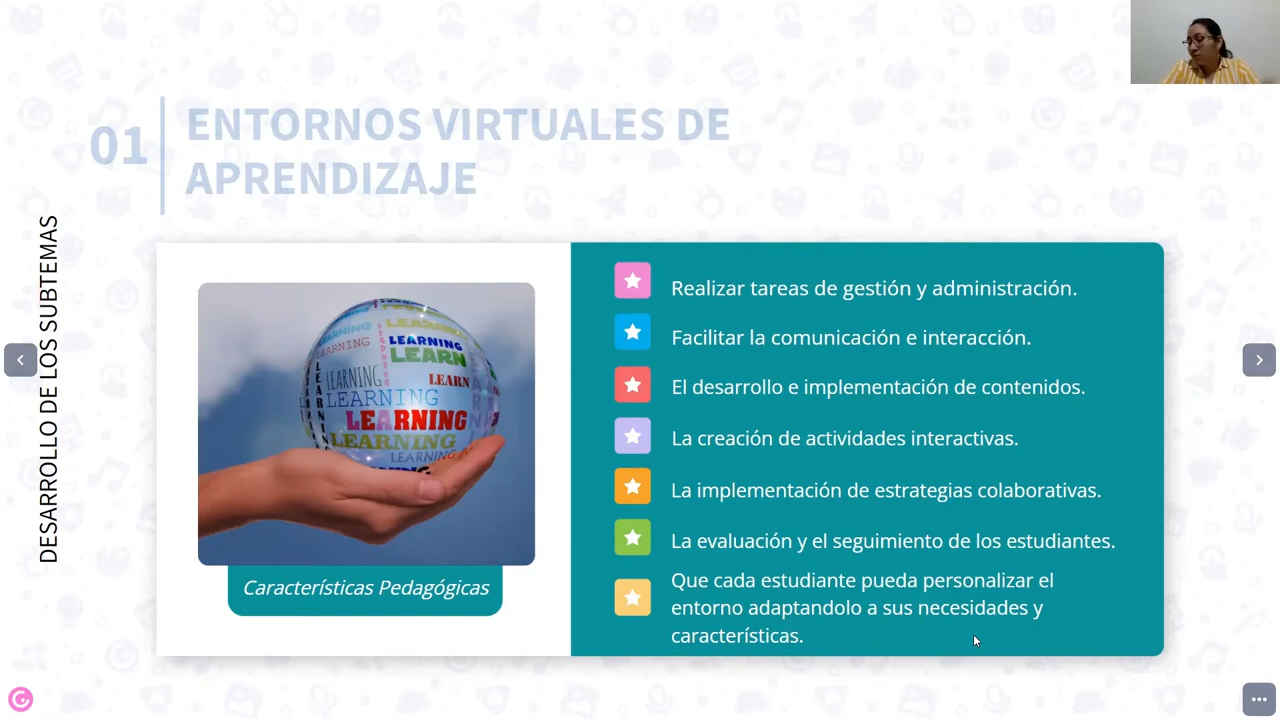 01
ENTORNOS VIRTUALES DE
APRENDIZAJE
DESARROLLO DE LOS SUBTEMAS
LEARNING
LEARNING
LEARNING
LEARN
LEARNING
LEARN
LEARNING
LEARNING
LEARNING
LEARNING
Características Pedagógicas
Realizar tareas de gestión y administración.
Facilitar la comunicación e interacción.
El desarrollo e implementación de contenidos.
La creación de actividades interactivas.
La implementación de estrategias colaborativas.
La evaluación y el seguimiento de los estudiantes.
Que cada estudiante pueda personalizar el
entorno adaptandolo a sus necesidades y
características.